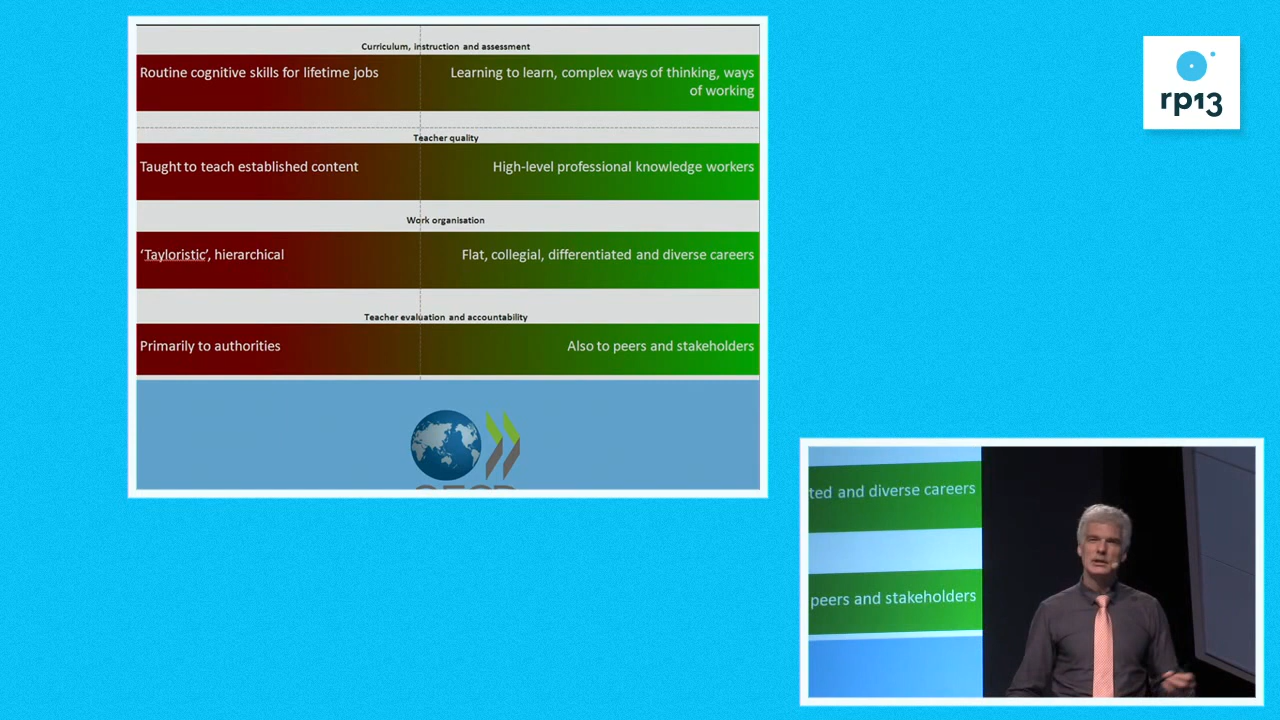 Curriculum, instruction and assessment
Routine cognitive skills for lifetime jobs
Learning to learn, complex ways of thinking, ways
of working
Teacher quality
Taught to teach established content
High-level professional knowledge workers
Work organisation
‘Tayloristic’, hierarchical
Flat, collegial, differentiated and diverse careers
Teacher evaluation and accountability
Primarily to authorities
Also to peers and stakeholders
OECD
rp13
ted and diverse careers
peers and stakeholders